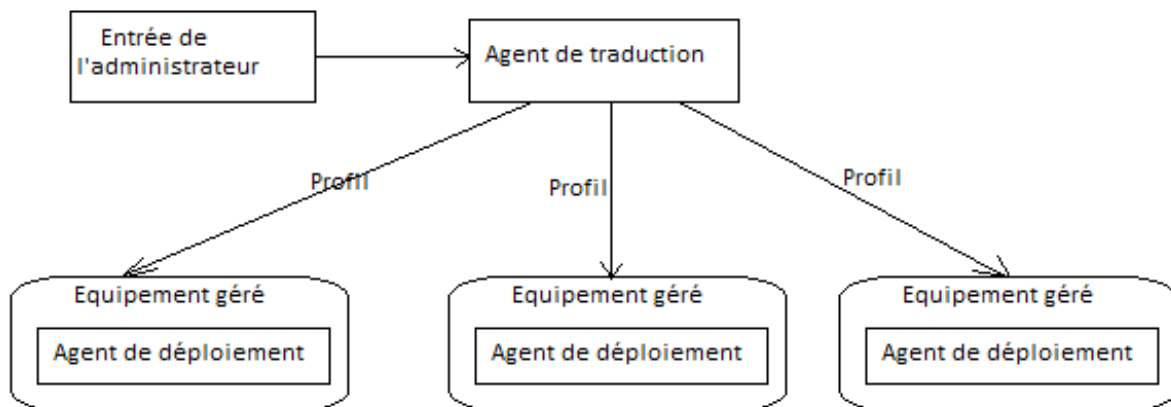 Entrée de
l'administrateur
Agent de traduction
Profil
Profil
Profil
Equipement géré
Agent de déploiement
Equipement géré
Agent de déploiement
Equipement géré
Agent de déploiement